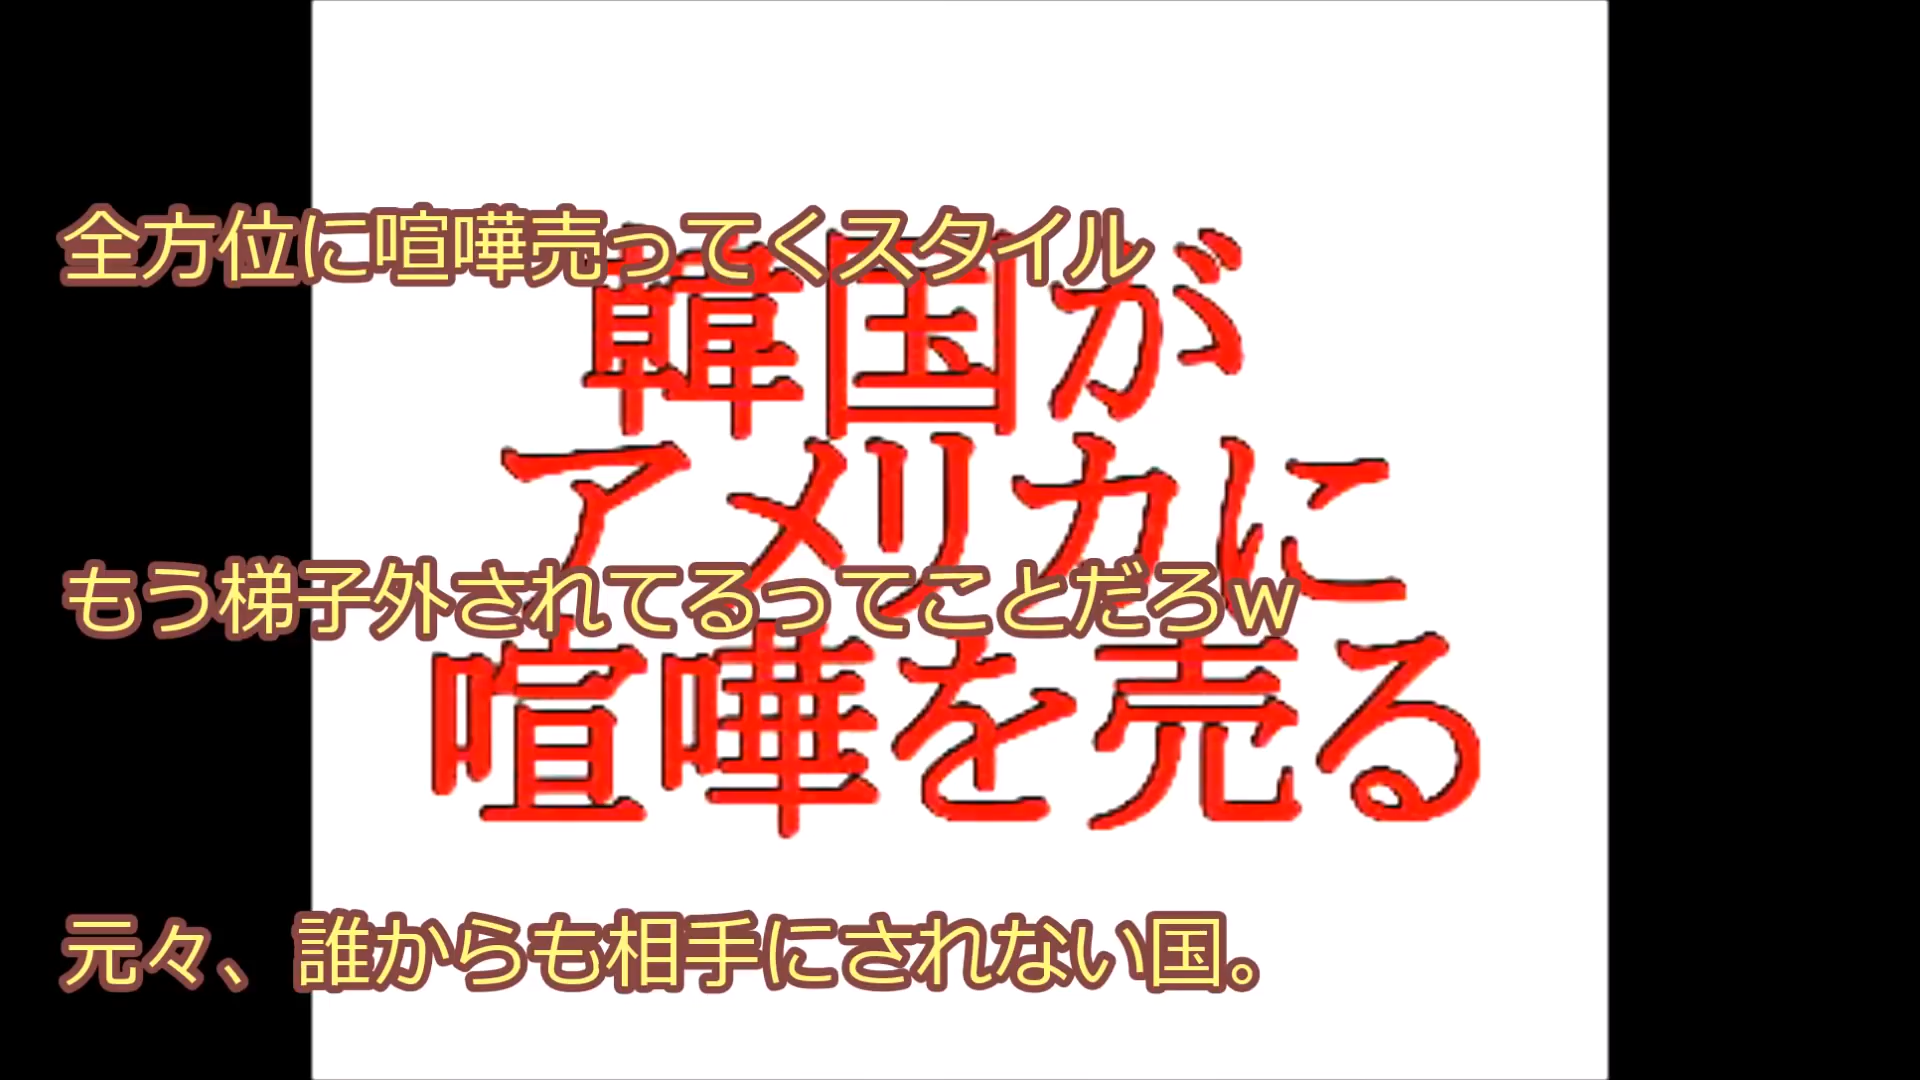 全方位に喧嘩売ってくスタイル
韓国が
アメリカに
もう梯子外されてるってことだろw
喧嘩を売る
元々、誰からも相手にされない国。